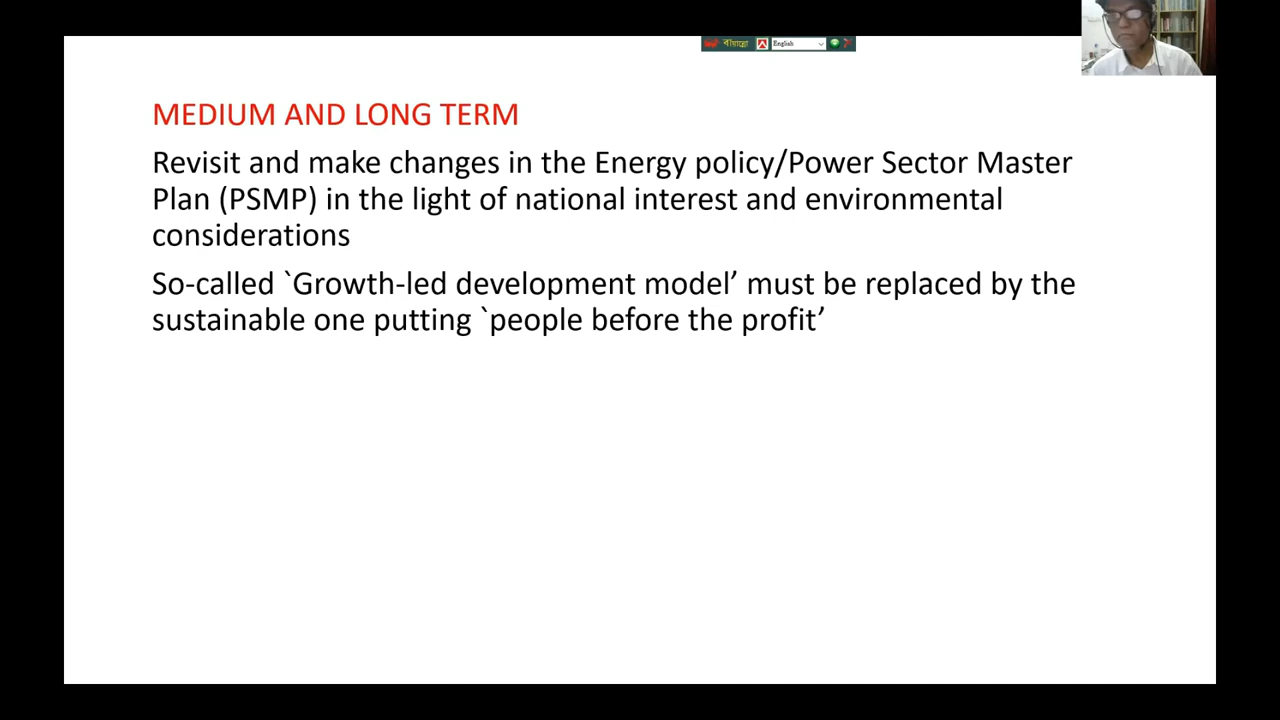 বায়ান্নো English
MEDIUM AND LONG TERM
Revisit and make changes in the Energy policy/Power Sector Master
Plan (PSMP) in the light of national interest and environmental
considerations
So-called `Growth-led development model’ must be replaced by the
sustainable one putting `people before the profit’